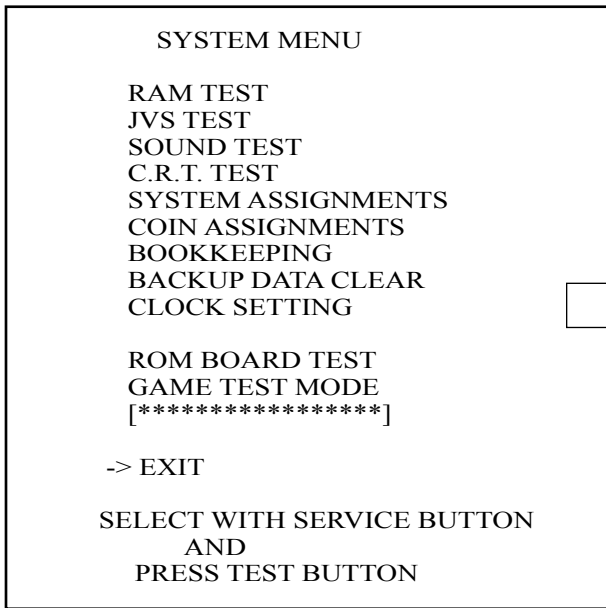 SYSTEM MENU
RAM TEST
JVS TEST
SOUND TEST
C.R.T. TEST
SYSTEM ASSIGNMENTS
COIN ASSIGNMENTS
BOOKKEEPING
BACKUP DATA CLEAR
CLOCK SETTING
ROM BOARD TEST
GAME TEST MODE
[*****************]
-> EXIT
SELECT WITH SERVICE BUTTON
AND
PRESS TEST BUTTON